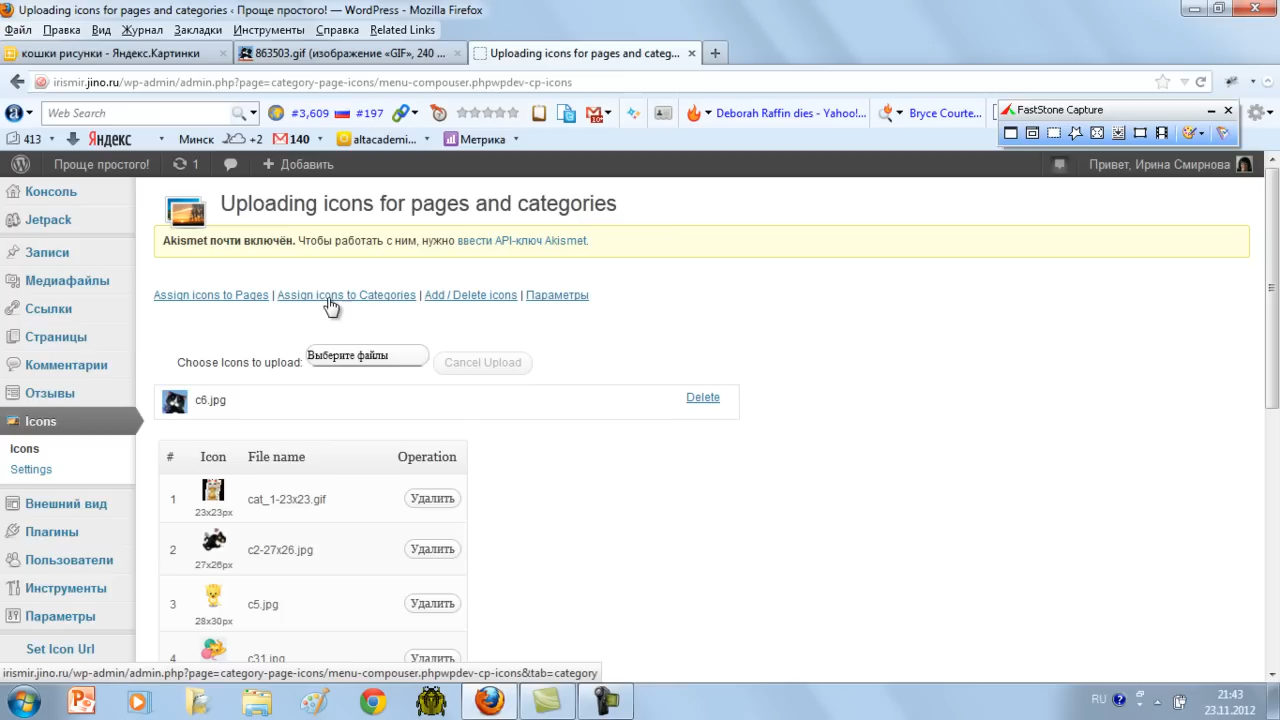 Uploading icons for pages and categories ‹ Проще простого! — WordPress - Mozilla Firefox
Файл Правка Вид Журнал Закладки Инструменты Справка Related Links
кошки рисунки - Яндекс.Картинки
863503.gif (изображение «GIF», 240 ...
Uploading icons for pages and categ...
irismir.jino.ru/wp-admin/admin.php?page=category-page-icons/menu-compouser.phpwpdev-cp-icons
Web Search
#3,609
#197
Deborah Raffin dies - Yahoo!...
Bryce Courte...
FastStone Capture
413
Яндекс
Минск
+2
140
altacademi...
Метрика
Проще простого!
1
Добавить
Привет, Ирина Смирнова
Консоль
Jetpack
Записи
Медиафайлы
Ссылки
Страницы
Комментарии
Отзывы
Icons
Icons
Settings
Внешний вид
Плагины
Пользователи
Инструменты
Параметры
Set Icon Url
Uploading icons for pages and categories
Akismet почти включён. Чтобы работать с ним, нужно ввести API-ключ Akismet.
Assign icons to Pages | Assign icons to Categories | Add / Delete icons | Параметры
Choose Icons to upload: Выберите файлы Cancel Upload
c6.jpg Delete
# Icon File name Operation
1 cat_1-23x23.gif Удалить
23x23px
2 c2-27x26.jpg Удалить
27x26px
3 c5.jpg Удалить
28x30px
4 c31.jpg Удалить
irismir.jino.ru/wp-admin/admin.php?page=category-page-icons/menu-compouser.phpwpdev-cp-icons&tab=category
RU
21:43
23.11.2012